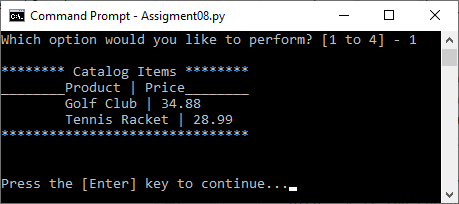 Command Prompt - Assigment08.py
Which option would you like to perform? [1 to 4] - 1
******** Catalog Items ********
________Product | Price________
Golf Club | 34.88
Tennis Racket | 28.99
*******************************
Press the [Enter] key to continue...